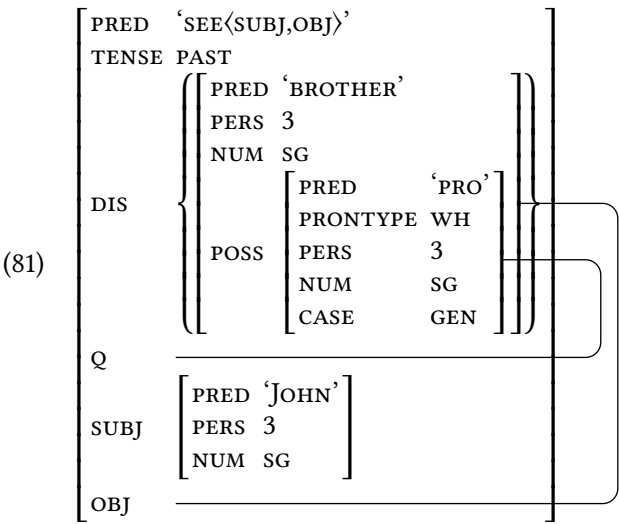 PRED ‘SEE⟨SUBJ,OBJ⟩’
TENSE PAST
PRED ‘BROTHER’
PERS 3
NUM SG
PRED ‘PRO’
DIS
PRONTYPE WH
(81)
POSS PERS 3
NUM SG
CASE GEN
Q
PRED ‘JOHN’
SUBJ PERS 3
NUM SG
OBJ